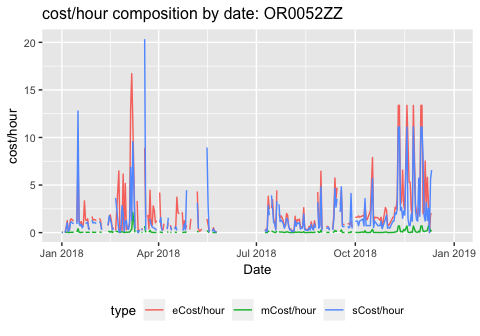 cost/hour composition by date: OR0052ZZ
20
15
10
5
0
cost/hour
Jan 2018 Apr 2018 Jul 2018 Oct 2018 Jan 2019
Date
type eCost/hour mCost/hour sCost/hour